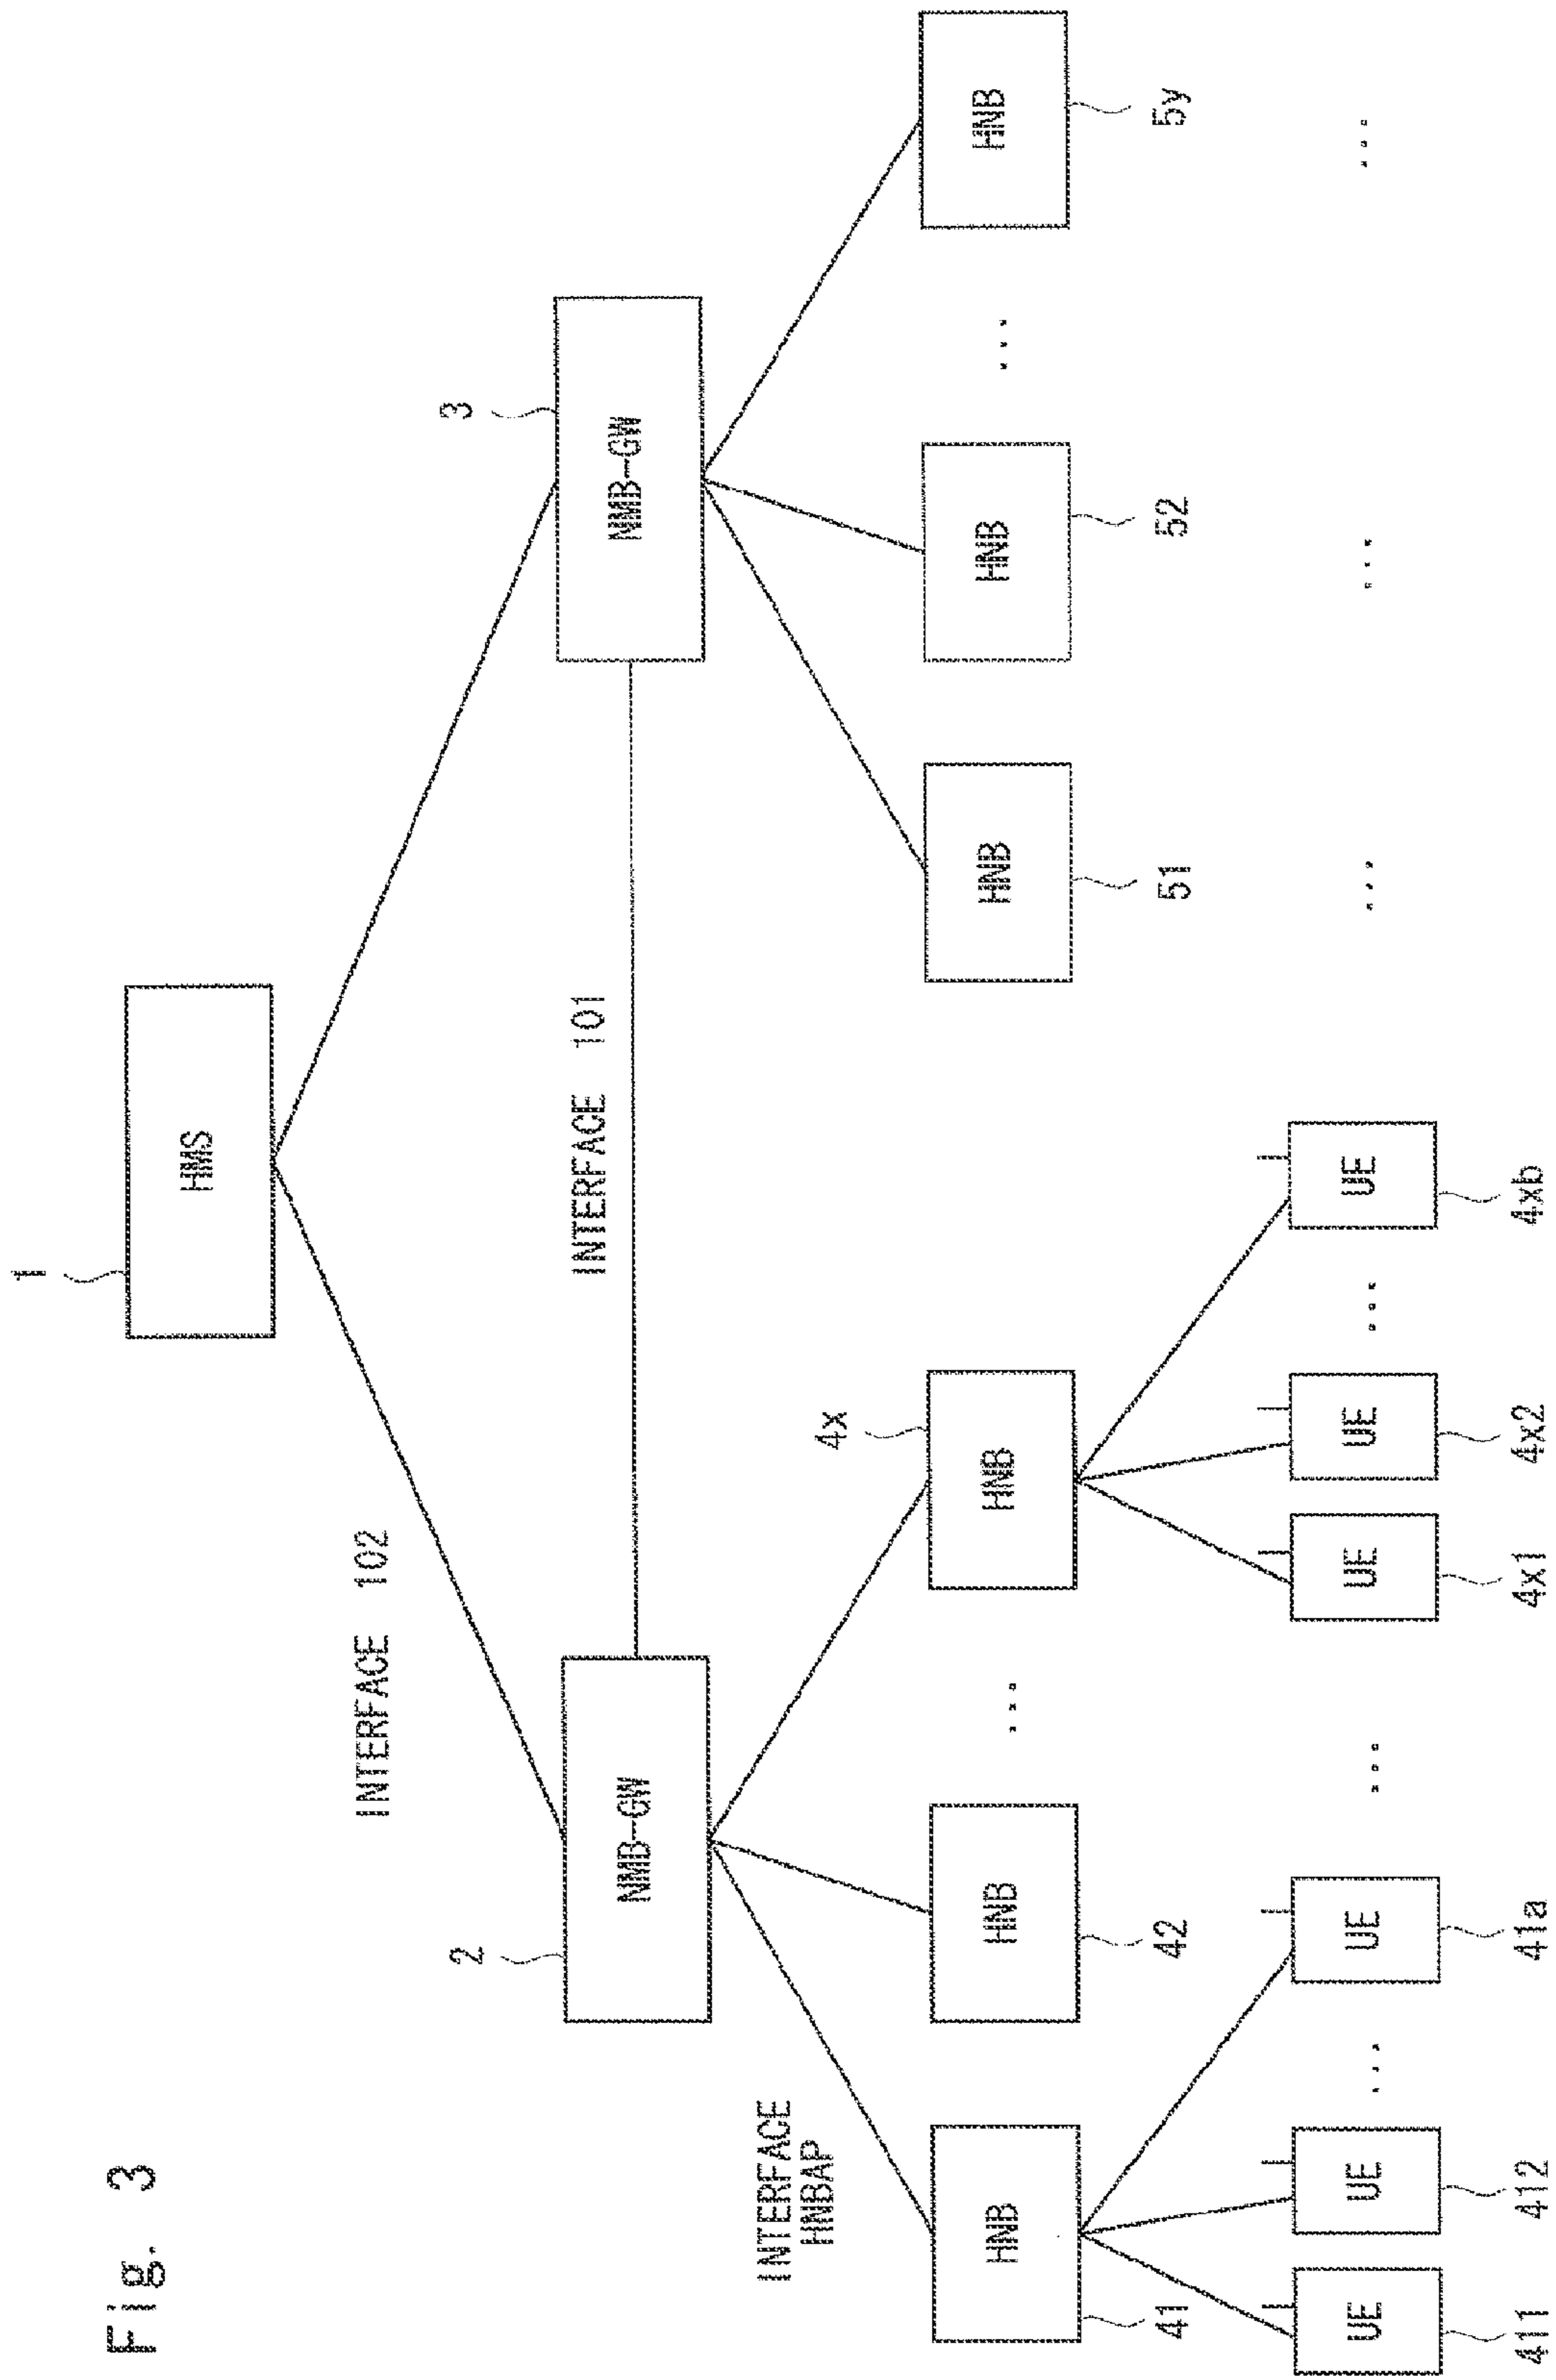 Fig. 3
1
HMS
INTERFACE 102
INTERFACE 101
2
NMB-GW
3
NMB-GW
INTERFACE
HNBAP
4x
HNB
HNB
HNB
...
HNB
HNB
...
HNB
41
42
51
52
5y
UE
UE
...
UE
...
UE
UE
...
UE
...
...
...
411
412
41a
4x1
4x2
4xb